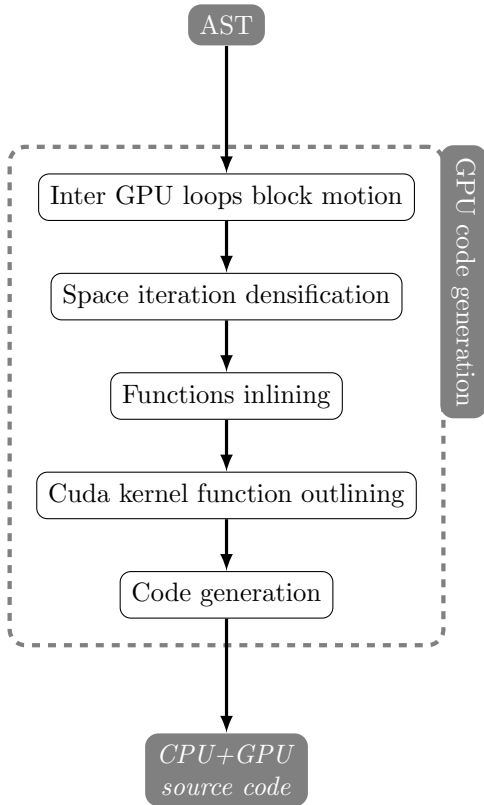 AST
Inter GPU loops block motion
GPU code generation
Space iteration densification
Functions inlining
Cuda kernel function outlining
Code generation
CPU+GPU
source code